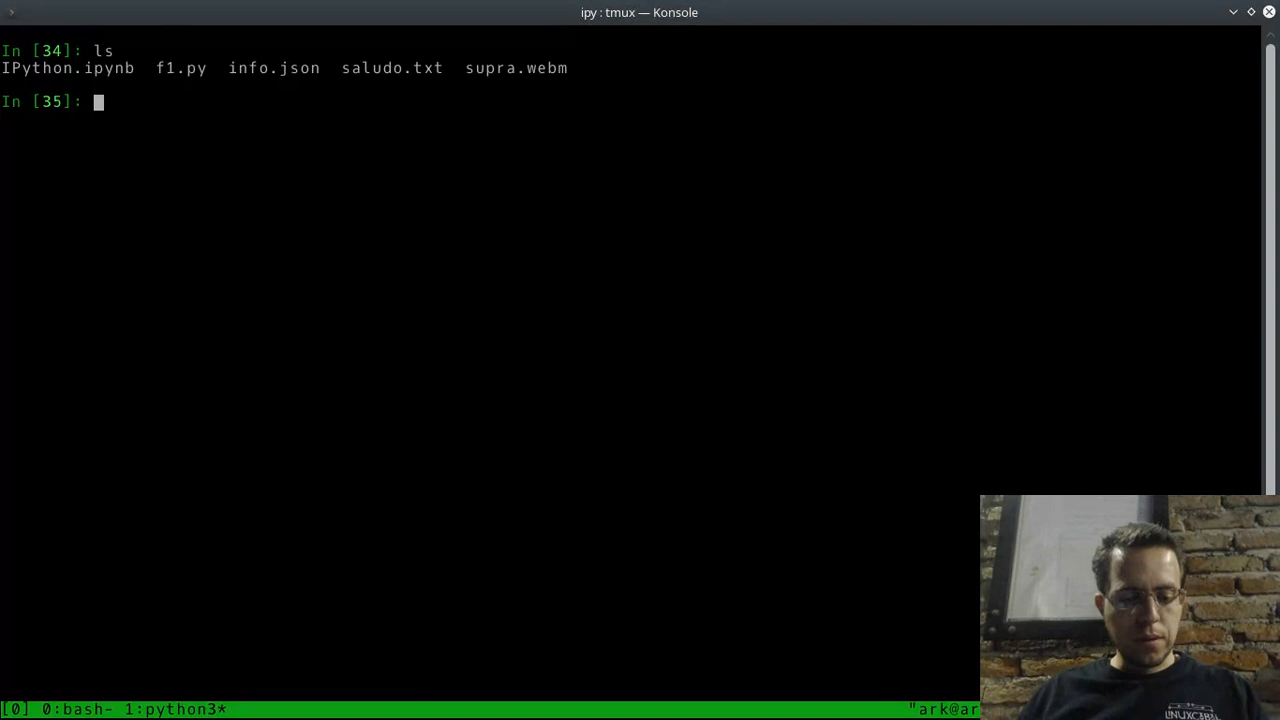 ipy : tmux — Konsole
In [34]: ls
IPython.ipynb f1.py info.json saludo.txt supra.webm
In [35]:
[0] 0:bash- 1:python3* "ark@ar